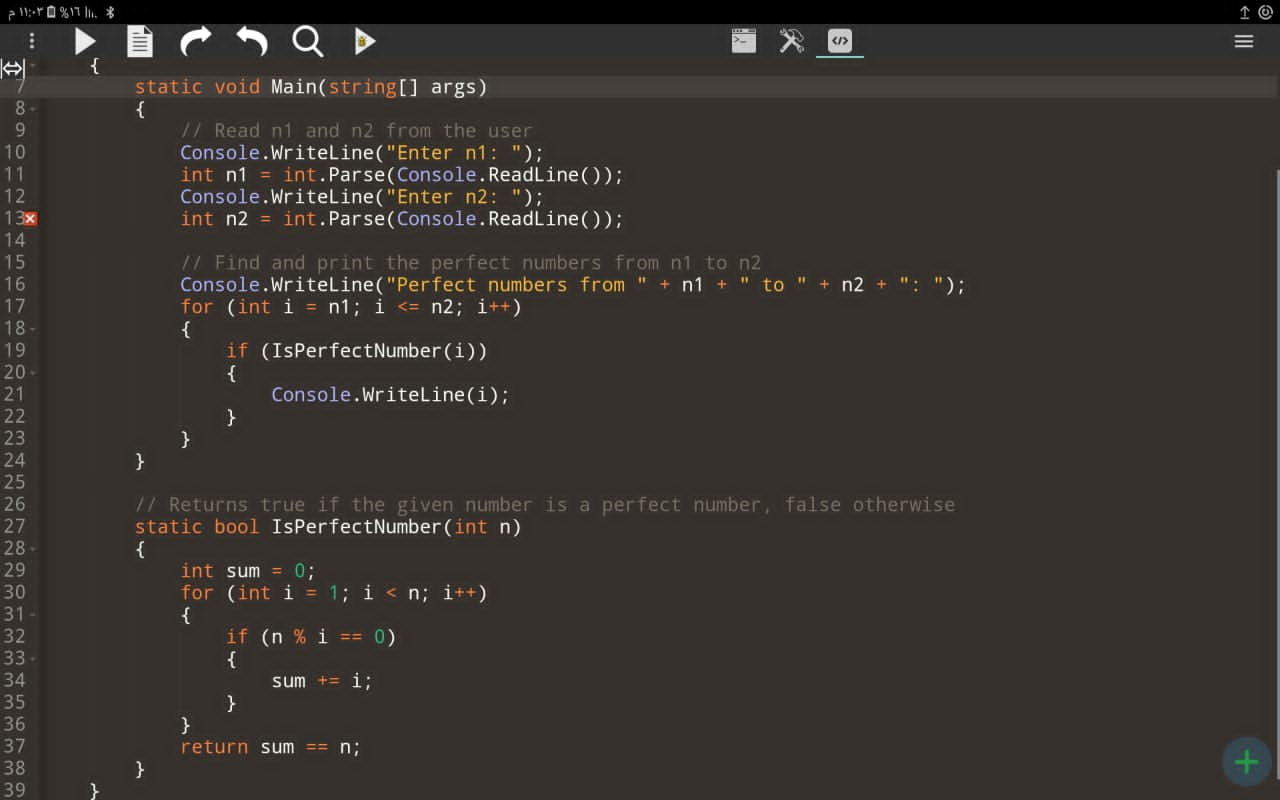 م ١١:٠٣ %١٦
{
7 static void Main(string[] args)
8 {
9 // Read n1 and n2 from the user
10 Console.WriteLine("Enter n1: ");
11 int n1 = int.Parse(Console.ReadLine());
12 Console.WriteLine("Enter n2: ");
13 int n2 = int.Parse(Console.ReadLine());
14
15 // Find and print the perfect numbers from n1 to n2
16 Console.WriteLine("Perfect numbers from " + n1 + " to " + n2 + ": ");
17 for (int i = n1; i <= n2; i++)
18 {
19 if (IsPerfectNumber(i))
20 {
21 Console.WriteLine(i);
22 }
23 }
24 }
25
26 // Returns true if the given number is a perfect number, false otherwise
27 static bool IsPerfectNumber(int n)
28 {
29 int sum = 0;
30 for (int i = 1; i < n; i++)
31 {
32 if (n % i == 0)
33 {
34 sum += i;
35 }
36 }
37 return sum == n;
38 }
39 }